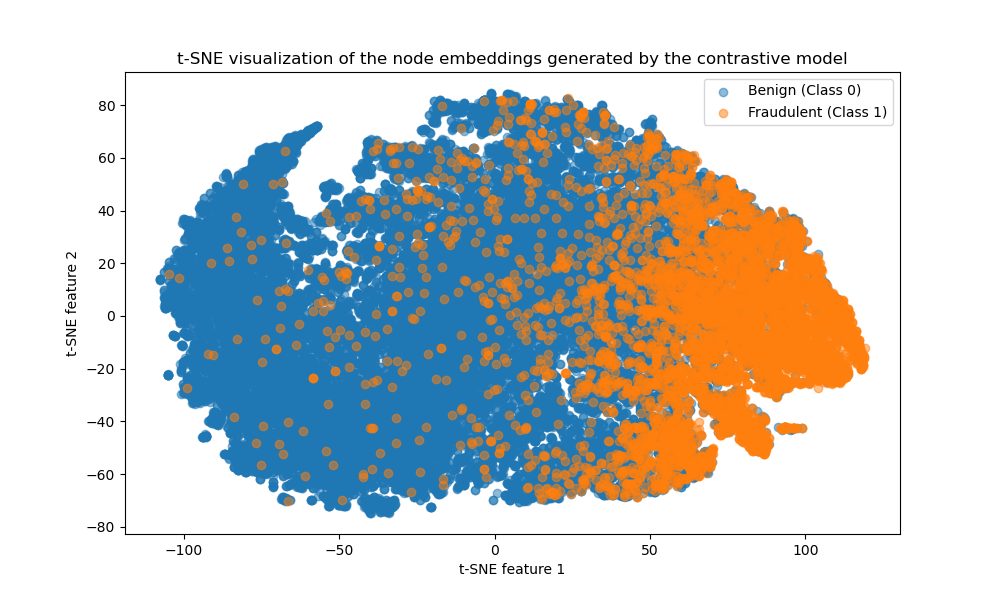 t-SNE visualization of the node embeddings generated by the contrastive model
Benign (Class 0)
Fraudulent (Class 1)
80
60
40
20
0
−20
−40
−60
−80
t-SNE feature 2
−100
−50
0
50
100
t-SNE feature 1